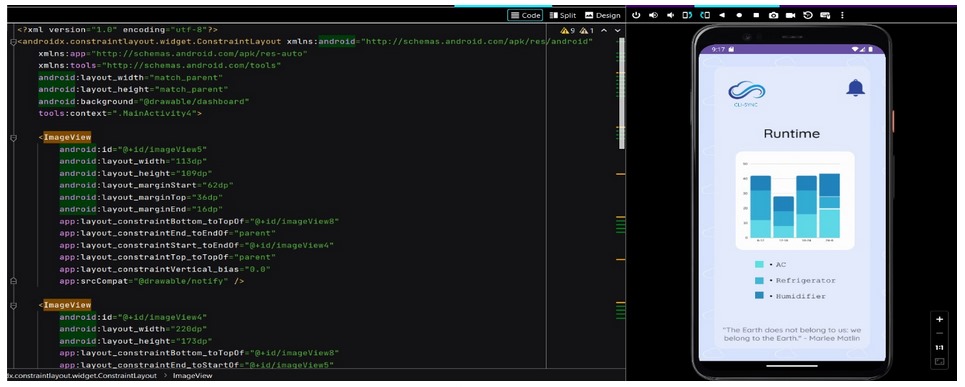 Code Split Design
<?xml version="1.0" encoding="utf-8"?>
9 1
<androidx.constraintlayout.widget.ConstraintLayout xmlns:android="http://schemas.android.com/apk/res/android"
xmlns:app="http://schemas.android.com/apk/res-auto"
xmlns:tools="http://schemas.android.com/tools"
android:layout_width="match_parent"
android:layout_height="match_parent"
android:background="@drawable/dashboard"
tools:context=".MainActivity4">
<ImageView
android:id="@+id/imageView5"
android:layout_width="113dp"
android:layout_height="109dp"
android:layout_marginStart="62dp"
android:layout_marginTop="36dp"
android:layout_marginEnd="16dp"
app:layout_constraintBottom_toTopOf="@+id/imageView8"
app:layout_constraintEnd_toEndOf="parent"
app:layout_constraintStart_toEndOf="@+id/imageView4"
app:layout_constraintTop_toTopOf="parent"
app:layout_constraintVertical_bias="0.0"
app:srcCompat="@drawable/notify" />
<ImageView
android:id="@+id/imageView4"
android:layout_width="220dp"
android:layout_height="173dp"
app:layout_constraintBottom_toTopOf="@+id/imageView8"
app:layout_constraintEnd_toStartOf="@+id/imageView5"
dx.constraintlayout.widget.ConstraintLayout > ImageView
9:17
CLI-SYNC
Runtime
• AC
• Refrigerator
• Humidifier
"The Earth does not belong to us: we
belong to the Earth." - Marlee Matlin
1:1